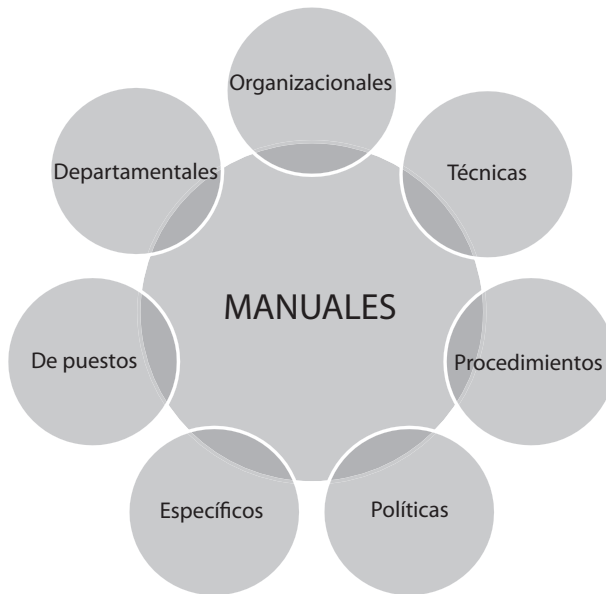 Organizacionales
Departamentales
Técnicas
MANUALES
De puestos
Procedimientos
Específicos
Políticas